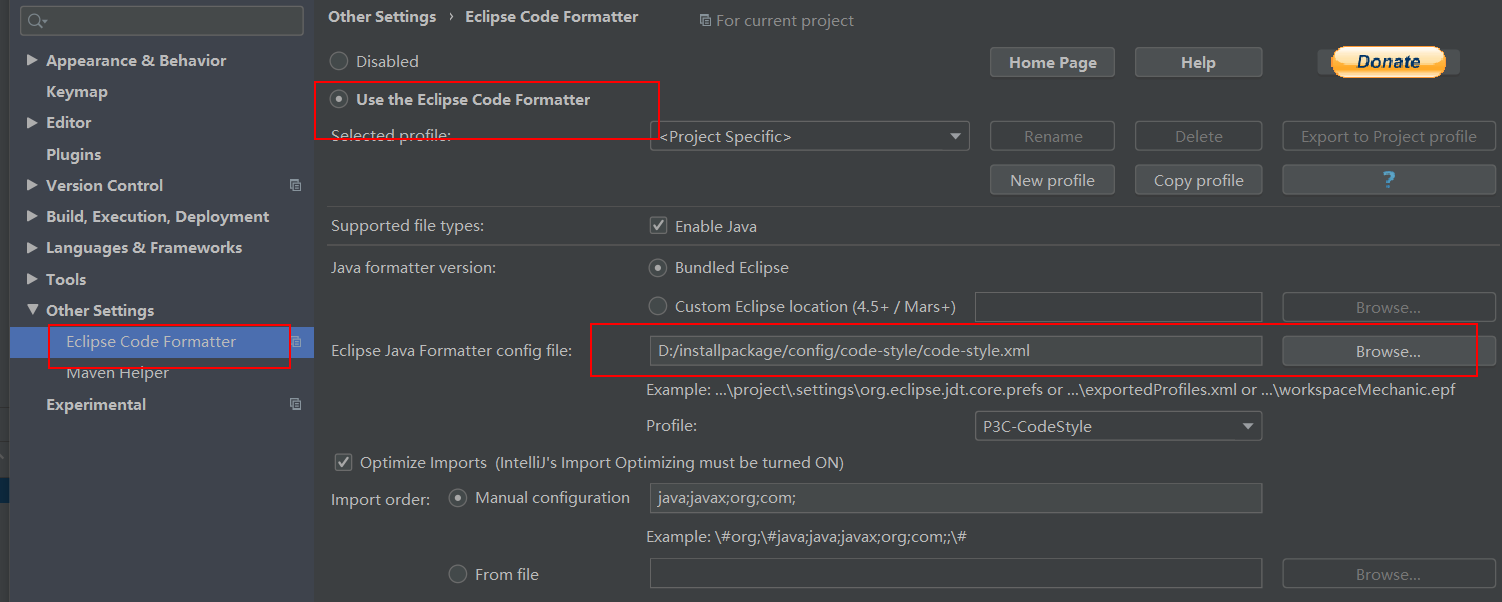 Other Settings › Eclipse Code Formatter For current project
Appearance & Behavior
Keymap
Editor
Plugins
Version Control
Build, Execution, Deployment
Languages & Frameworks
Tools
Other Settings
Eclipse Code Formatter
Maven Helper
Experimental
Disabled Home Page Help Donate
Use the Eclipse Code Formatter
Selected profile: <Project Specific> Rename Delete Export to Project profile
New profile Copy profile ?
Supported file types: Enable Java
Java formatter version: Bundled Eclipse
Custom Eclipse location (4.5+ / Mars+) Browse...
Eclipse Java Formatter config file: D:/installpackage/config/code-style/code-style.xml Browse...
Example: ...\project\.settings\org.eclipse.jdt.core.prefs or ...\exportedProfiles.xml or ...\workspaceMechanic.epf
Profile: P3C-CodeStyle
Optimize Imports (IntelliJ's Import Optimizing must be turned ON)
Import order: Manual configuration java;javax;org;com;
Example: \#org;\#java;java;javax;org;com;;\#
From file Browse...